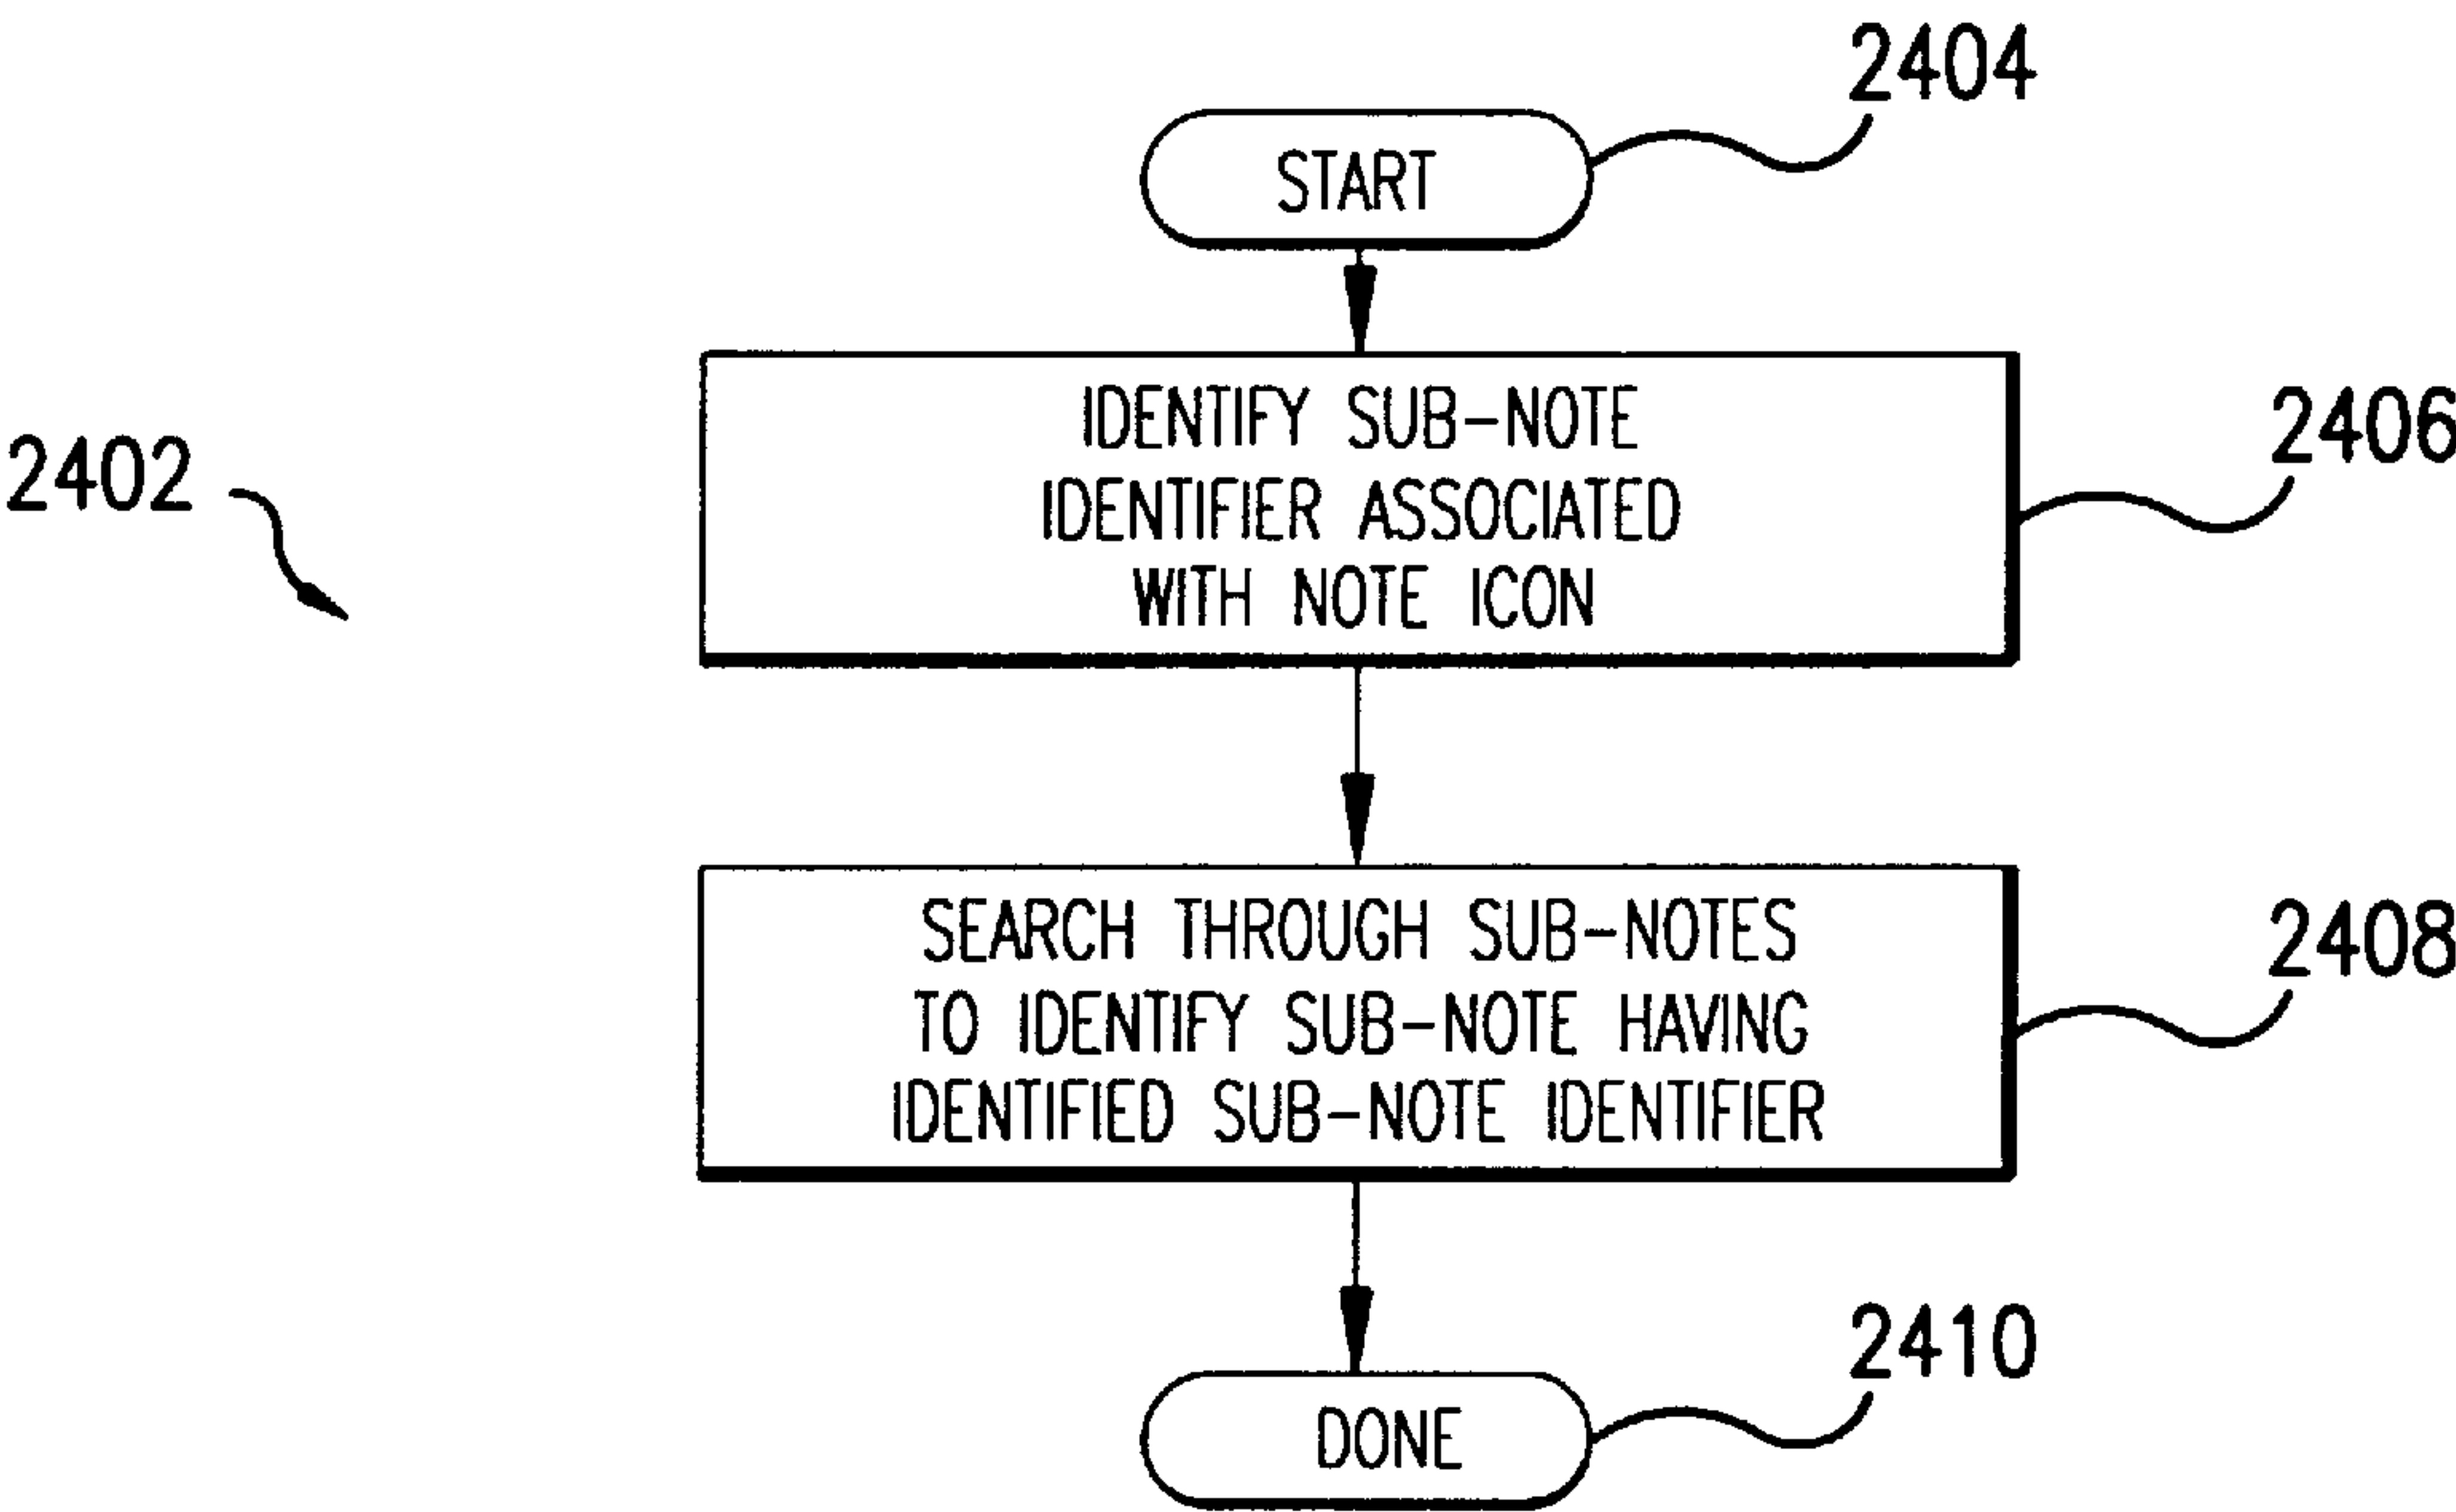 2404
START
IDENTIFY SUB-NOTE
2406
2402
IDENTIFIER ASSOCIATED
WITH NOTE ICON
SEARCH THROUGH SUB-NOTES
2408
TO IDENTIFY SUB-NOTE HAVING
IDENTIFIED SUB-NOTE IDENTIFIER
2410
DONE